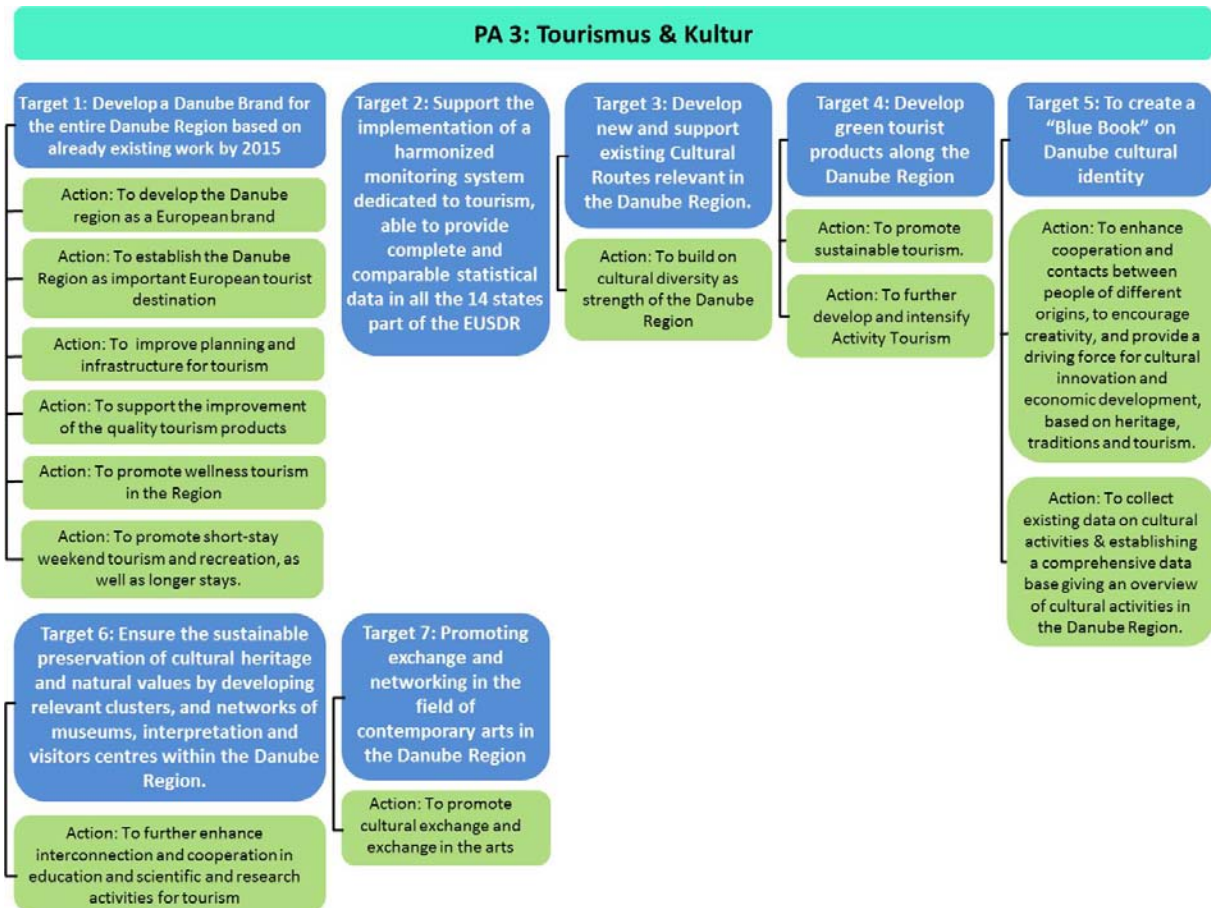 PA 3: Tourismus & Kultur
Target 1: Develop a Danube Brand for
the entire Danube Region based on
already existing work by 2015
Action: To develop the Danube
region as a European brand
Action: To establish the Danube
Region as important European tourist
destination
Action: To improve planning and
infrastructure for tourism
Action: To support the improvement
of the quality tourism products
Action: To promote wellness tourism
in the Region
Action: To promote short-stay
weekend tourism and recreation, as
well as longer stays.
Target 2: Support the
implementation of a
harmonized
monitoring system
dedicated to tourism,
able to provide
complete and
comparable statistical
data in all the 14 states
part of the EUSDR
Target 3: Develop
new and support
existing Cultural
Routes relevant in
the Danube Region.
Action: To build on
cultural diversity as
strength of the Danube
Region
Target 4: Develop
green tourist
products along the
Danube Region
Action: To promote
sustainable tourism.
Action: To further
develop and intensify
Activity Tourism
Target 5: To create a
“Blue Book” on
Danube cultural
identity
Action: To enhance
cooperation and
contacts between
people of different
origins, to encourage
creativity, and provide a
driving force for cultural
innovation and
economic development,
based on heritage,
traditions and tourism.
Action: To collect
existing data on cultural
activities & establishing
a comprehensive data
base giving an overview
of cultural activities in
the Danube Region.
Target 6: Ensure the sustainable
preservation of cultural heritage
and natural values by developing
relevant clusters, and networks of
museums, interpretation and
visitors centres within the Danube
Region.
Action: To further enhance
interconnection and cooperation in
education and scientific and research
activities for tourism
Target 7: Promoting
exchange and
networking in the
field of
contemporary arts in
the Danube Region
Action: To promote
cultural exchange and
exchange in the arts